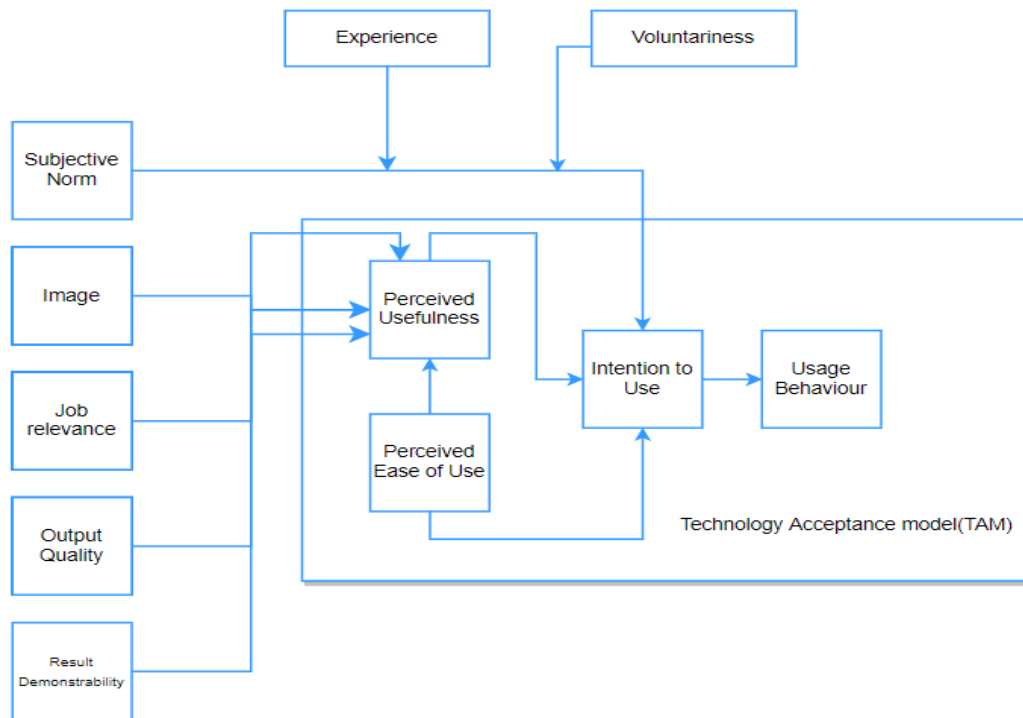 Experience
Voluntariness
Subjective
Norm
Image
Perceived
Usefulness
Intention to
Use
Usage
Behaviour
Job
relevance
Perceived
Ease of Use
Output
Quality
Technology Acceptance model(TAM)
Result
Demonstrability